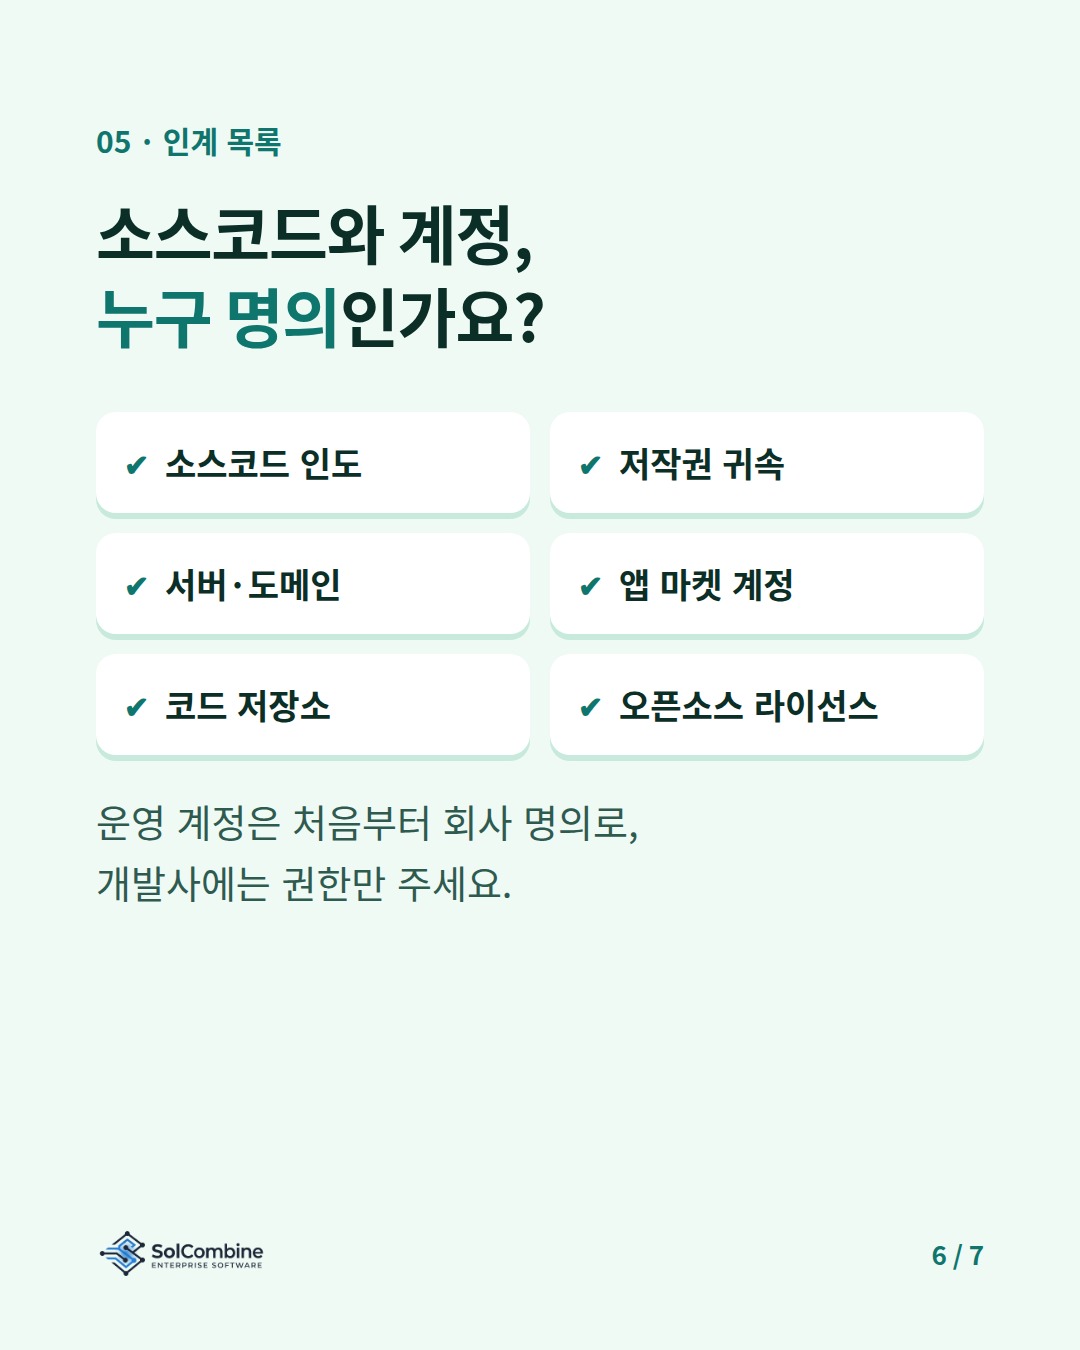 05 · 인계 목록
소스코드와 계정,
누구 명의인가요?
✔ 소스코드 인도
✔ 저작권 귀속
✔ 서버·도메인
✔ 앱 마켓 계정
✔ 코드 저장소
✔ 오픈소스 라이선스
운영 계정은 처음부터 회사 명의로,
개발사에는 권한만 주세요.
SolCombine
ENTERPRISE SOFTWARE
6 / 7